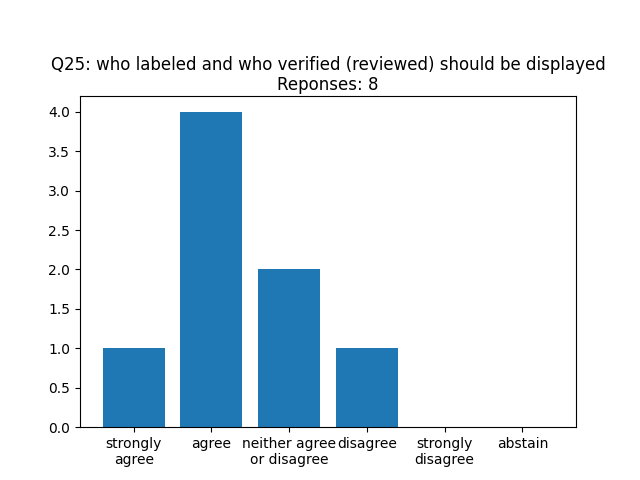 Q25: who labeled and who verified (reviewed) should be displayed
Reponses: 8
4.0
3.5
3.0
2.5
2.0
1.5
1.0
0.5
0.0
strongly
agree
agree
neither agree
or disagree
disagree
strongly
disagree
abstain